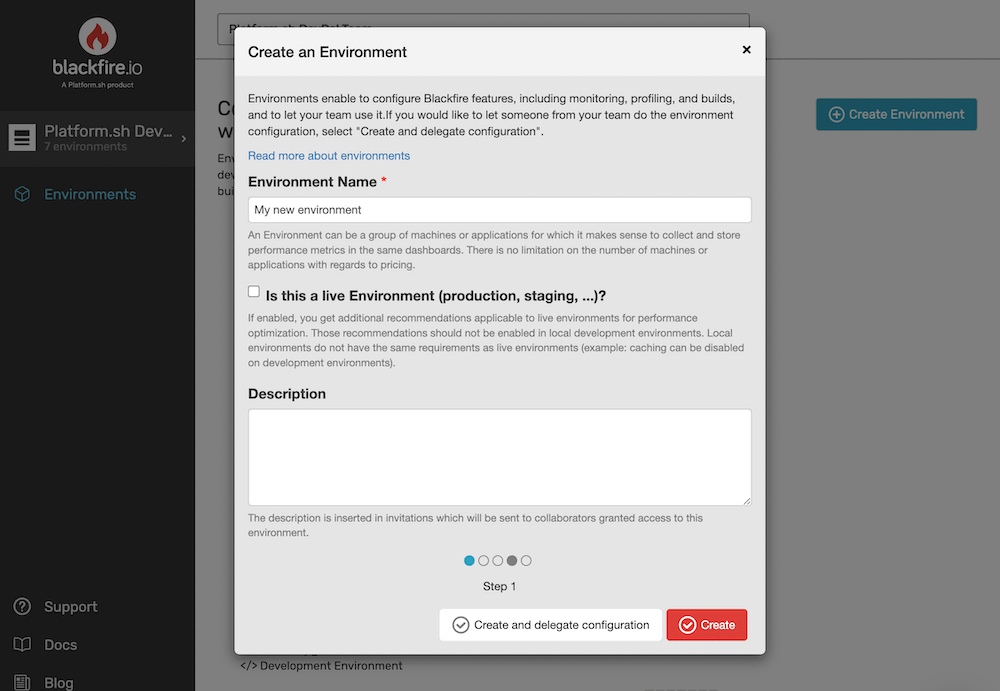 blackfire.io
A Platform.sh product
Platform.sh Dev...
7 environments
Environments
Support
Docs
Blog
Create Environment
Create an Environment
×
Environments enable to configure Blackfire features, including monitoring, profiling, and builds,
and to let your team use it.If you would like to let someone from your team do the environment
configuration, select "Create and delegate configuration".
Read more about environments
Environment Name *
My new environment
An Environment can be a group of machines or applications for which it makes sense to collect and store
performance metrics in the same dashboards. There is no limitation on the number of machines or
applications with regards to pricing.
Is this a live Environment (production, staging, ...)?
If enabled, you get additional recommendations applicable to live environments for performance
optimization. Those recommendations should not be enabled in local development environments. Local
environments do not have the same requirements as live environments (example: caching can be disabled
on development environments).
Description
The description is inserted in invitations which will be sent to collaborators granted access to this
environment.
Step 1
Create and delegate configuration
Create
</> Development Environment